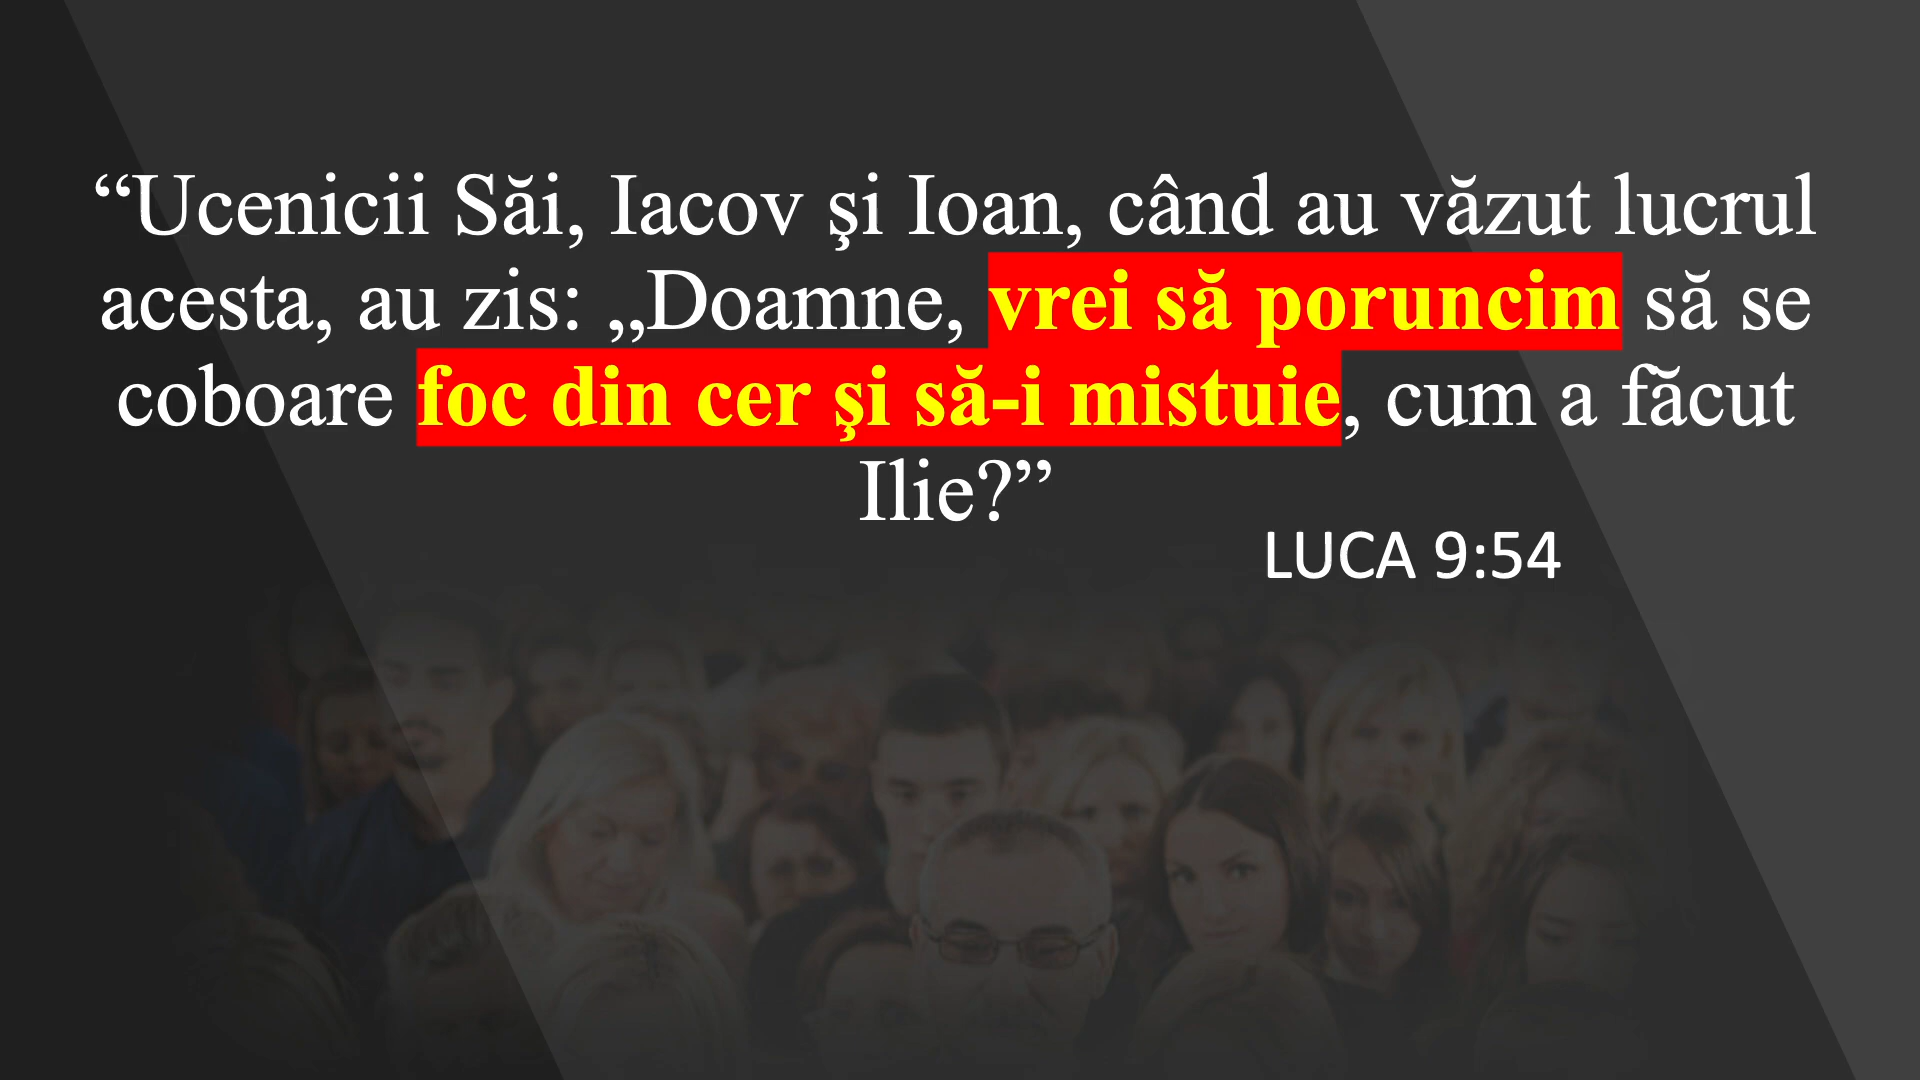 “Ucenicii Săi, Iacov şi Ioan, când au văzut lucrul
acesta, au zis: „Doamne, vrei să poruncim să se
coboare foc din cer şi să-i mistuie, cum a făcut
Ilie?”
LUCA 9:54